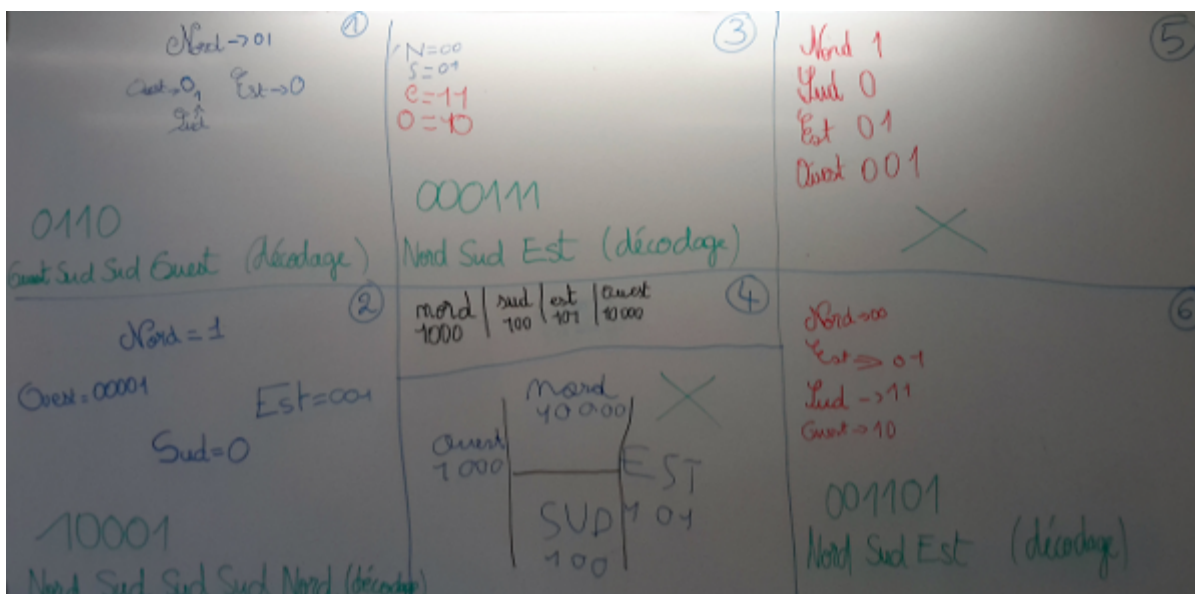 ①
Nord → 01
Ouest → 0, Est → 0
1
Sud
0110
Ouest Sud Sud Ouest (décodage)
②
Nord = 1
Ouest = 00001
Est = 001
Sud = 0
10001
Nord Sud Sud Sud Nord (décodage)
③
N = 00
S = 01
E = 11
O = 10
000111
Nord Sud Est (décodage)
④
nord | sud | est | ouest
1000 | 100 | 101 | 10000
nord
10000
ouest
1000
EST
101
SUD
100
⑤
Nord 1
Sud 0
Est 01
Ouest 001
⑥
Nord → 00
Est → 01
Sud → 11
Ouest → 10
001101
Nord Sud Est (décodage)